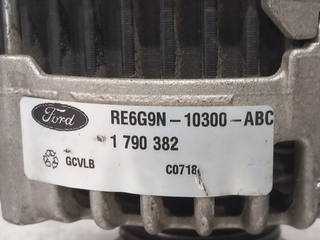 Ford
RE6G9N-10300-ABC
1 790 382
GCVLB
C0718